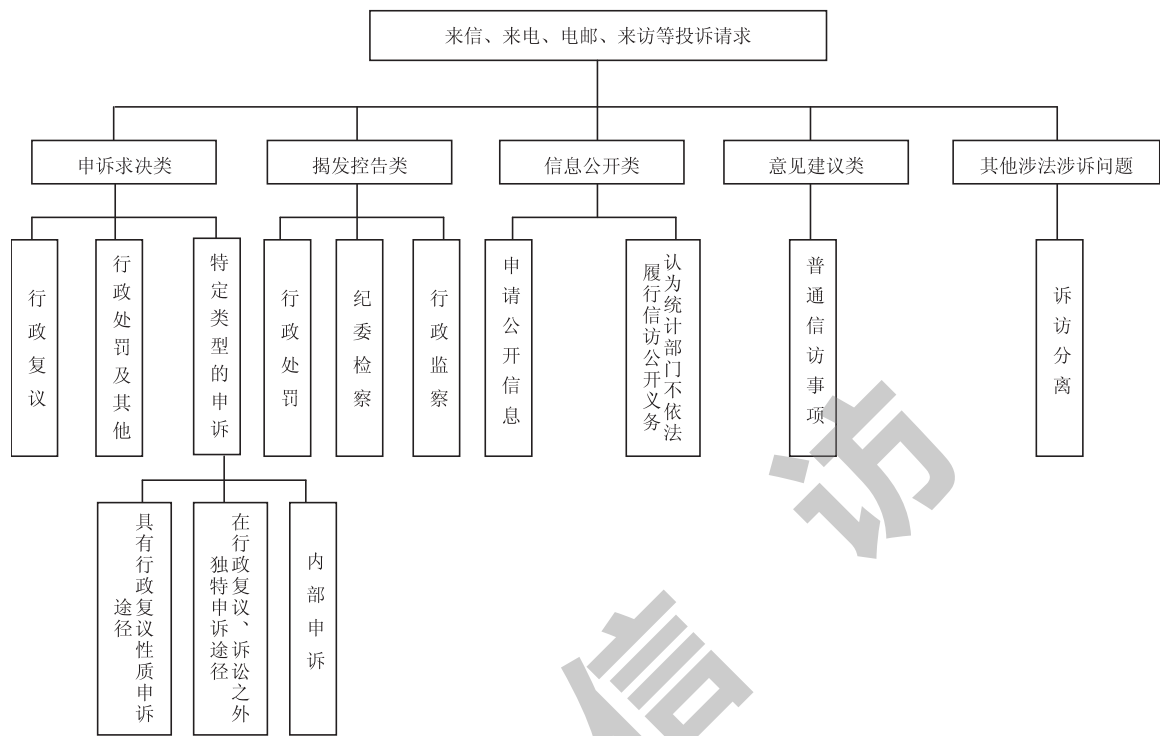 来信、来电、电邮、来访等投诉请求
申诉求决类
揭发控告类
信息公开类
意见建议类
其他涉法涉诉问题
行政复议
行政处罚及其他
特定类型的申诉
行政处罚
纪委检察
行政监察
申请公开信息
认为统计部门不依法
履行信访公开义务
普通信访事项
诉访分离
具有行政复议性质申诉
途径
在行政复议、诉讼之外
独特申诉途径
内部申诉
信访